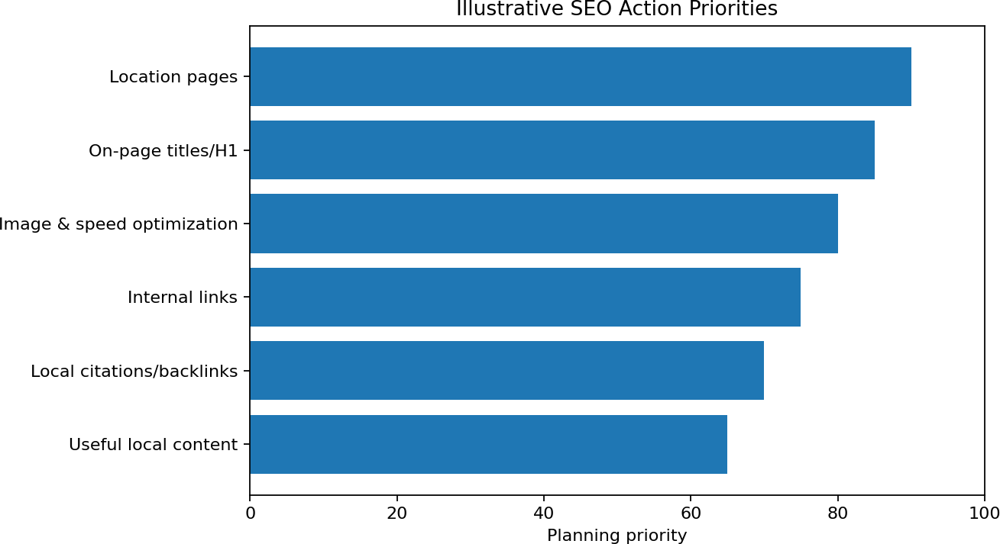 Illustrative SEO Action Priorities
Location pages
On-page titles/H1
Image & speed optimization
Internal links
Local citations/backlinks
Useful local content
0 20 40 60 80 100
Planning priority